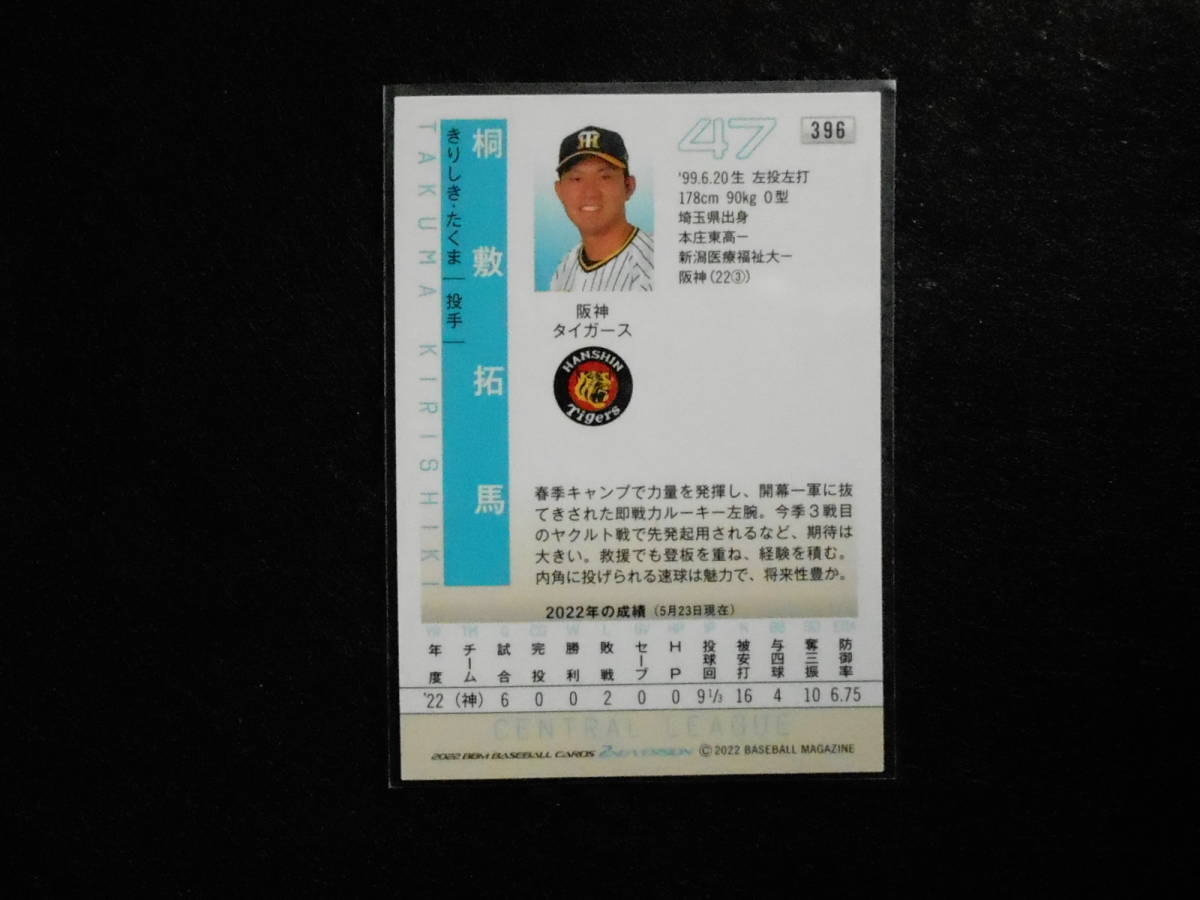 TAKUMA KIRISHIKI
きりしき・たくま | 投手 |
桐敷拓馬
47
396
'99.6.20生 左投左打
178cm 90kg O型
埼玉県出身
本庄東高ー
新潟医療福祉大ー
阪神(22③)
阪神
タイガース
HANSHIN
Tigers
春季キャンプで力量を発揮し、開幕一軍に抜
てきされた即戦力ルーキー左腕。今季3戦目
のヤクルト戦で先発起用されるなど、期待は
大きい。救援でも登板を重ね、経験を積む。
内角に投げられる速球は魅力で、将来性豊か。
2022年の成績（5月23日現在）
年度 チーム 試合 完投 勝利 敗戦 セーブ HP 投球回 被安打 与四球 奪三振 防御率
'22 (神) 6 0 0 2 0 0 9 1/3 16 4 10 6.75
CENTRAL LEAGUE
2022 BBM BASEBALL CARDS 2ND VERSION ©2022 BASEBALL MAGAZINE